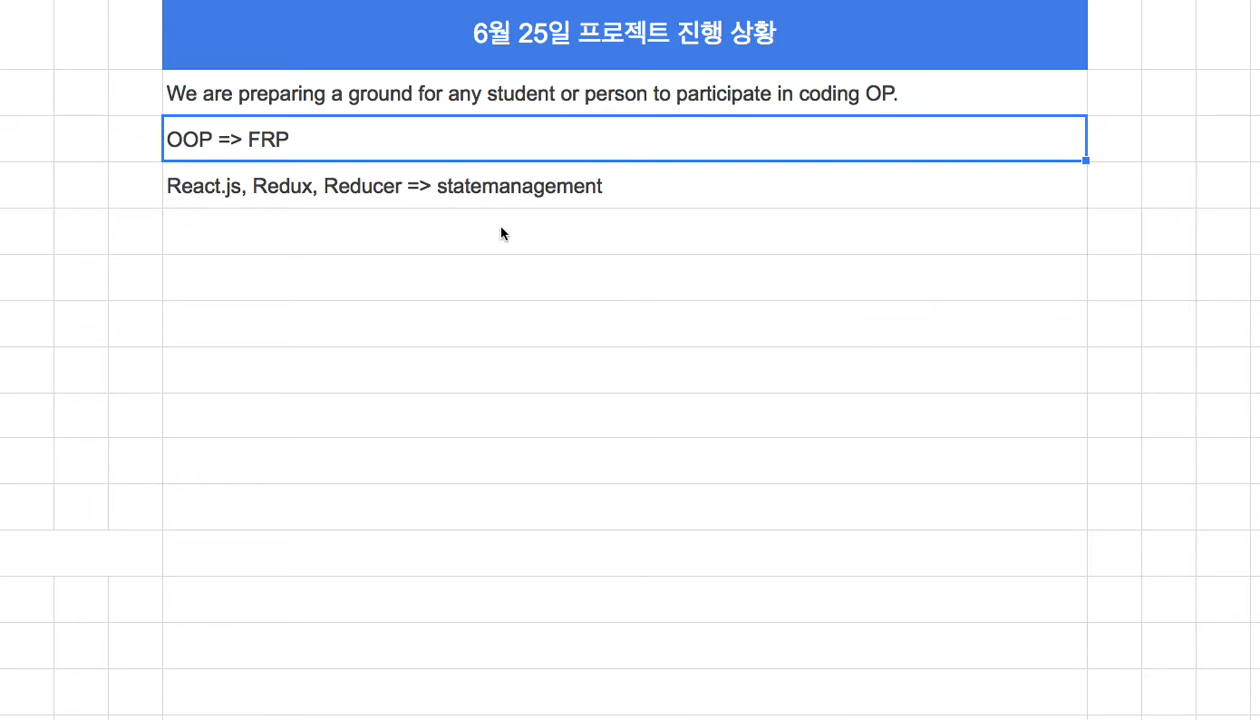 6월 25일 프로젝트 진행 상황
We are preparing a ground for any student or person to participate in coding OP.
OOP => FRP
React.js, Redux, Reducer => statemanagement